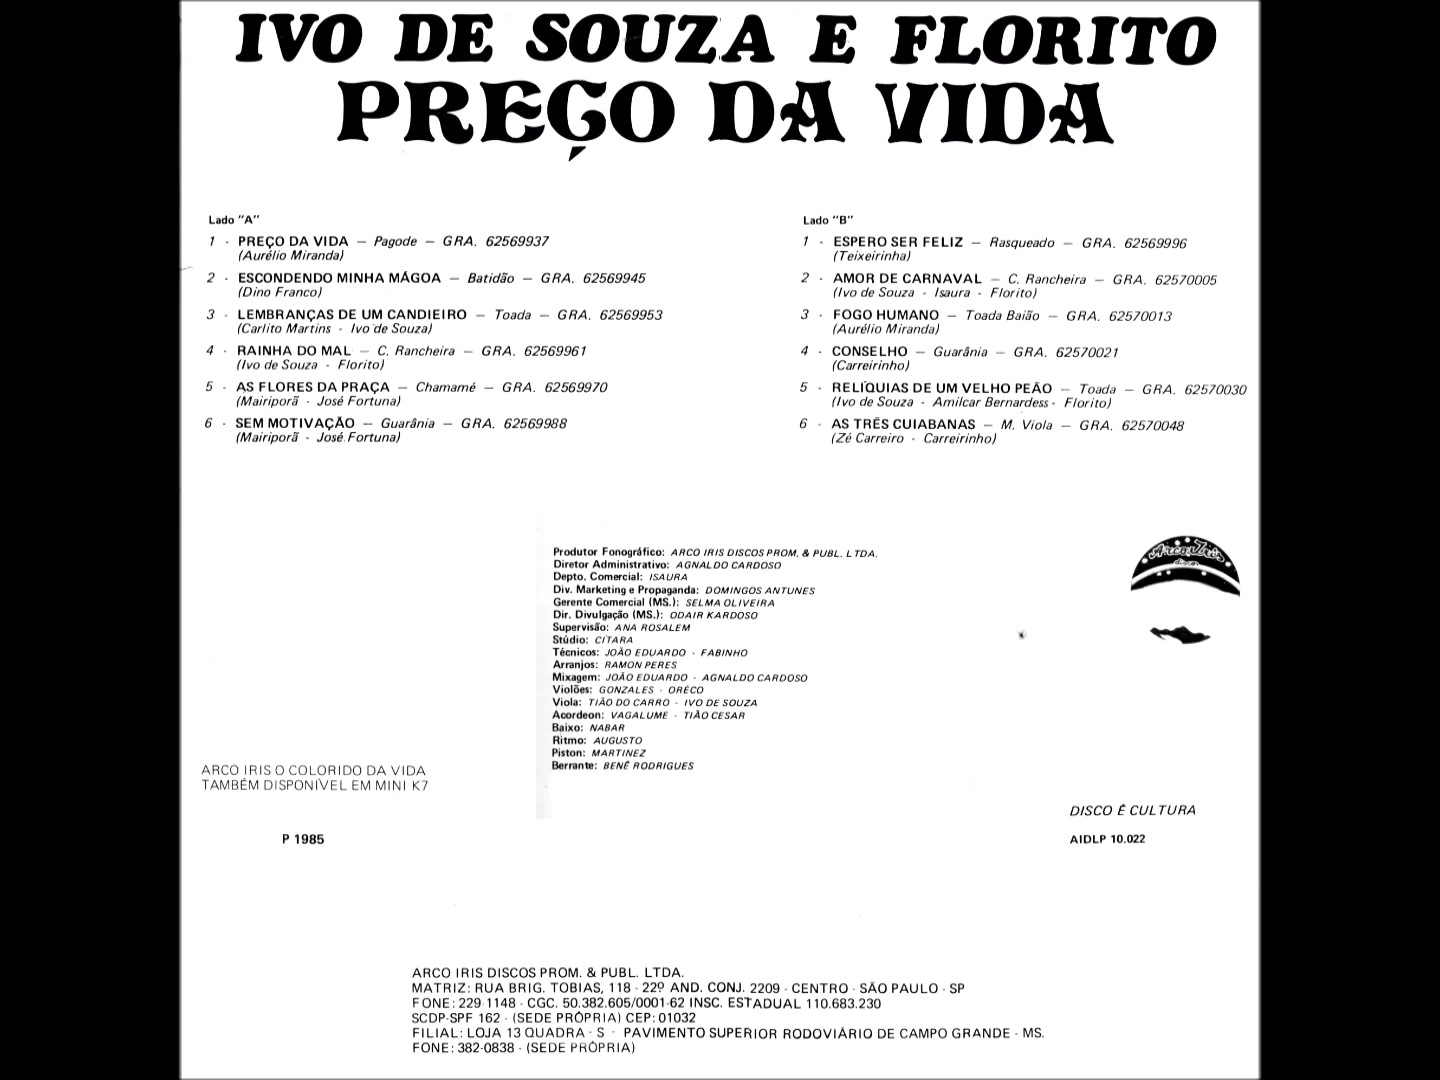 IVO DE SOUZA E FLORITO
PREÇO DA VIDA
Lado "A"
1 - PREÇO DA VIDA — Pagode — GRA. 62569937
(Aurélio Miranda)
2 - ESCONDENDO MINHA MÁGOA — Batidão — GRA. 62569945
(Dino Franco)
3 - LEMBRANÇAS DE UM CANDIEIRO — Toada — GRA. 62569953
(Carlito Martins - Ivo de Souza)
4 - RAINHA DO MAL — C. Rancheira — GRA. 62569961
(Ivo de Souza - Florito)
5 - AS FLORES DA PRAÇA — Chamamé — GRA. 62569970
(Mairiporã - José Fortuna)
6 - SEM MOTIVAÇÃO — Guarânia — GRA. 62569988
(Mairiporã - José Fortuna)
Lado "B"
1 - ESPERO SER FELIZ — Rasqueado — GRA. 62569996
(Teixeirinha)
2 - AMOR DE CARNAVAL — C. Rancheira — GRA. 62570005
(Ivo de Souza - Isaura - Florito)
3 - FOGO HUMANO — Toada Baião — GRA. 62570013
(Aurélio Miranda)
4 - CONSELHO — Guarânia — GRA. 62570021
(Carreirinho)
5 - RELÍQUIAS DE UM VELHO PEÃO — Toada — GRA. 62570030
(Ivo de Souza - Amilcar Bernardess - Florito)
6 - AS TRÊS CUIABANAS — M. Viola — GRA. 62570048
(Zé Carreiro - Carreirinho)
Produtor Fonográfico: ARCO IRIS DISCOS PROM. & PUBL. LTDA.
Diretor Administrativo: AGNALDO CARDOSO
Depto. Comercial: ISAURA
Div. Marketing e Propaganda: DOMINGOS ANTUNES
Gerente Comercial (MS.): SELMA OLIVEIRA
Dir. Divulgação (MS.): ODAIR KARDOSO
Supervisão: ANA ROSALEM
Stúdio: CITARA
Técnicos: JOÃO EDUARDO - FABINHO
Arranjos: RAMON PERES
Mixagem: JOÃO EDUARDO - AGNALDO CARDOSO
Violões: GONZALES - ORÉCO
Viola: TIÃO DO CARRO - IVO DE SOUZA
Acordeon: VAGALUME - TIÃO CESAR
Baixo: NABAR
Ritmo: AUGUSTO
Piston: MARTINEZ
Berrante: BENÊ RODRIGUES
Arco Iris
discos
ARCO IRIS O COLORIDO DA VIDA
TAMBÉM DISPONÍVEL EM MINI K7
P 1985
DISCO É CULTURA
AIDLP 10.022
ARCO IRIS DISCOS PROM. & PUBL. LTDA.
MATRIZ: RUA BRIG. TOBIAS, 118 - 22º AND. CONJ. 2209 - CENTRO - SÃO PAULO - SP
FONE: 229-1148 - CGC. 50.382.605/0001-62 INSC. ESTADUAL 110.683.230
SCDP-SPF 162 - (SEDE PRÓPRIA) CEP: 01032
FILIAL: LOJA 13 QUADRA - S - PAVIMENTO SUPERIOR RODOVIÁRIO DE CAMPO GRANDE - MS.
FONE: 382-0838 - (SEDE PRÓPRIA)